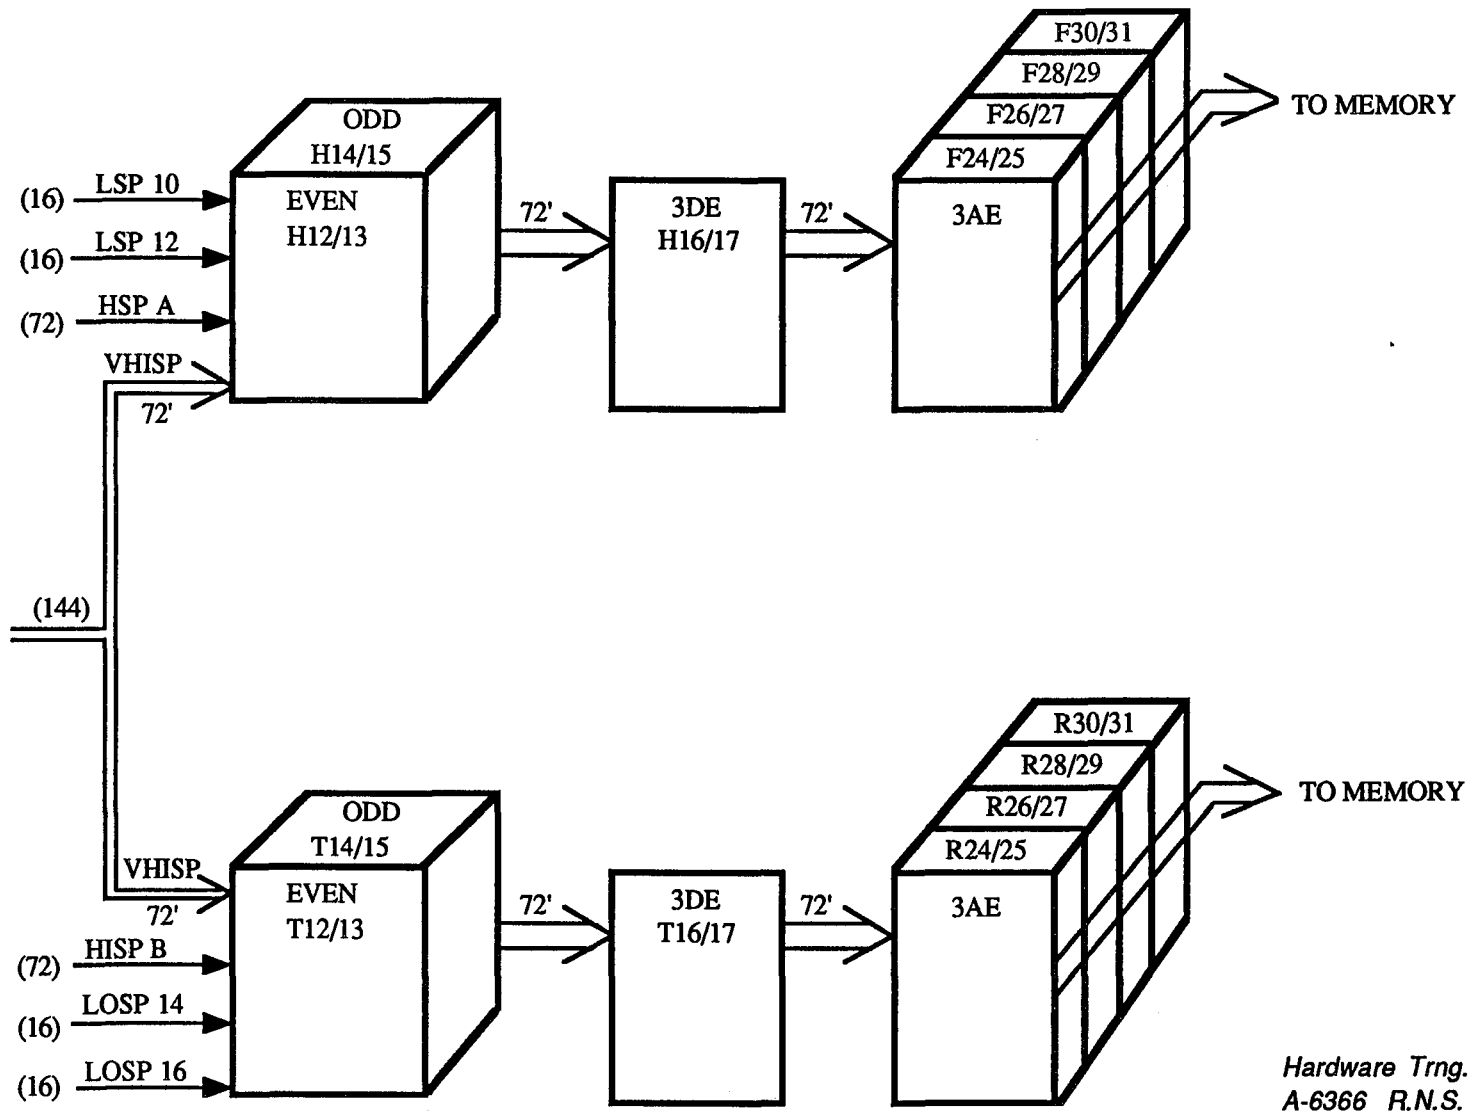 F30/31
F28/29
F26/27
F24/25
TO MEMORY
ODD
H14/15
EVEN
H12/13
(16) LSP 10
(16) LSP 12
(72) HSP A
VHISP
72'
72'
3DE
H16/17
72'
3AE
(144)
R30/31
R28/29
R26/27
R24/25
TO MEMORY
ODD
T14/15
EVEN
T12/13
VHISP
72'
(72) HISP B
(16) LOSP 14
(16) LOSP 16
72'
3DE
T16/17
72'
3AE
Hardware Trng.
A-6366 R.N.S.